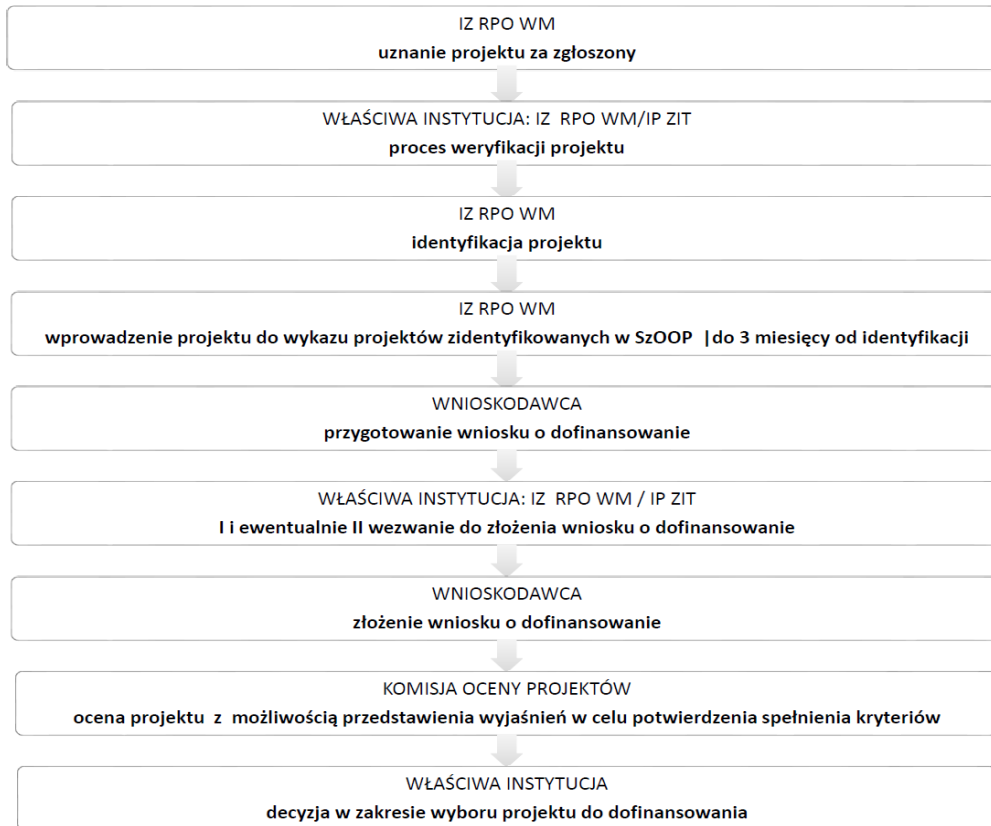 IZ RPO WM
uznanie projektu za zgłoszony
WŁAŚCIWA INSTYTUCJA: IZ RPO WM/IP ZIT
proces weryfikacji projektu
IZ RPO WM
identyfikacja projektu
IZ RPO WM
wprowadzenie projektu do wykazu projektów zidentyfikowanych w SzOOP |do 3 miesięcy od identyfikacji
WNIOSKODAWCA
przygotowanie wniosku o dofinansowanie
WŁAŚCIWA INSTYTUCJA: IZ RPO WM / IP ZIT
I i ewentualnie II wezwanie do złożenia wniosku o dofinansowanie
WNIOSKODAWCA
złożenie wniosku o dofinansowanie
KOMISJA OCENY PROJEKTÓW
ocena projektu z możliwością przedstawienia wyjaśnień w celu potwierdzenia spełnienia kryteriów
WŁAŚCIWA INSTYTUCJA
decyzja w zakresie wyboru projektu do dofinansowania